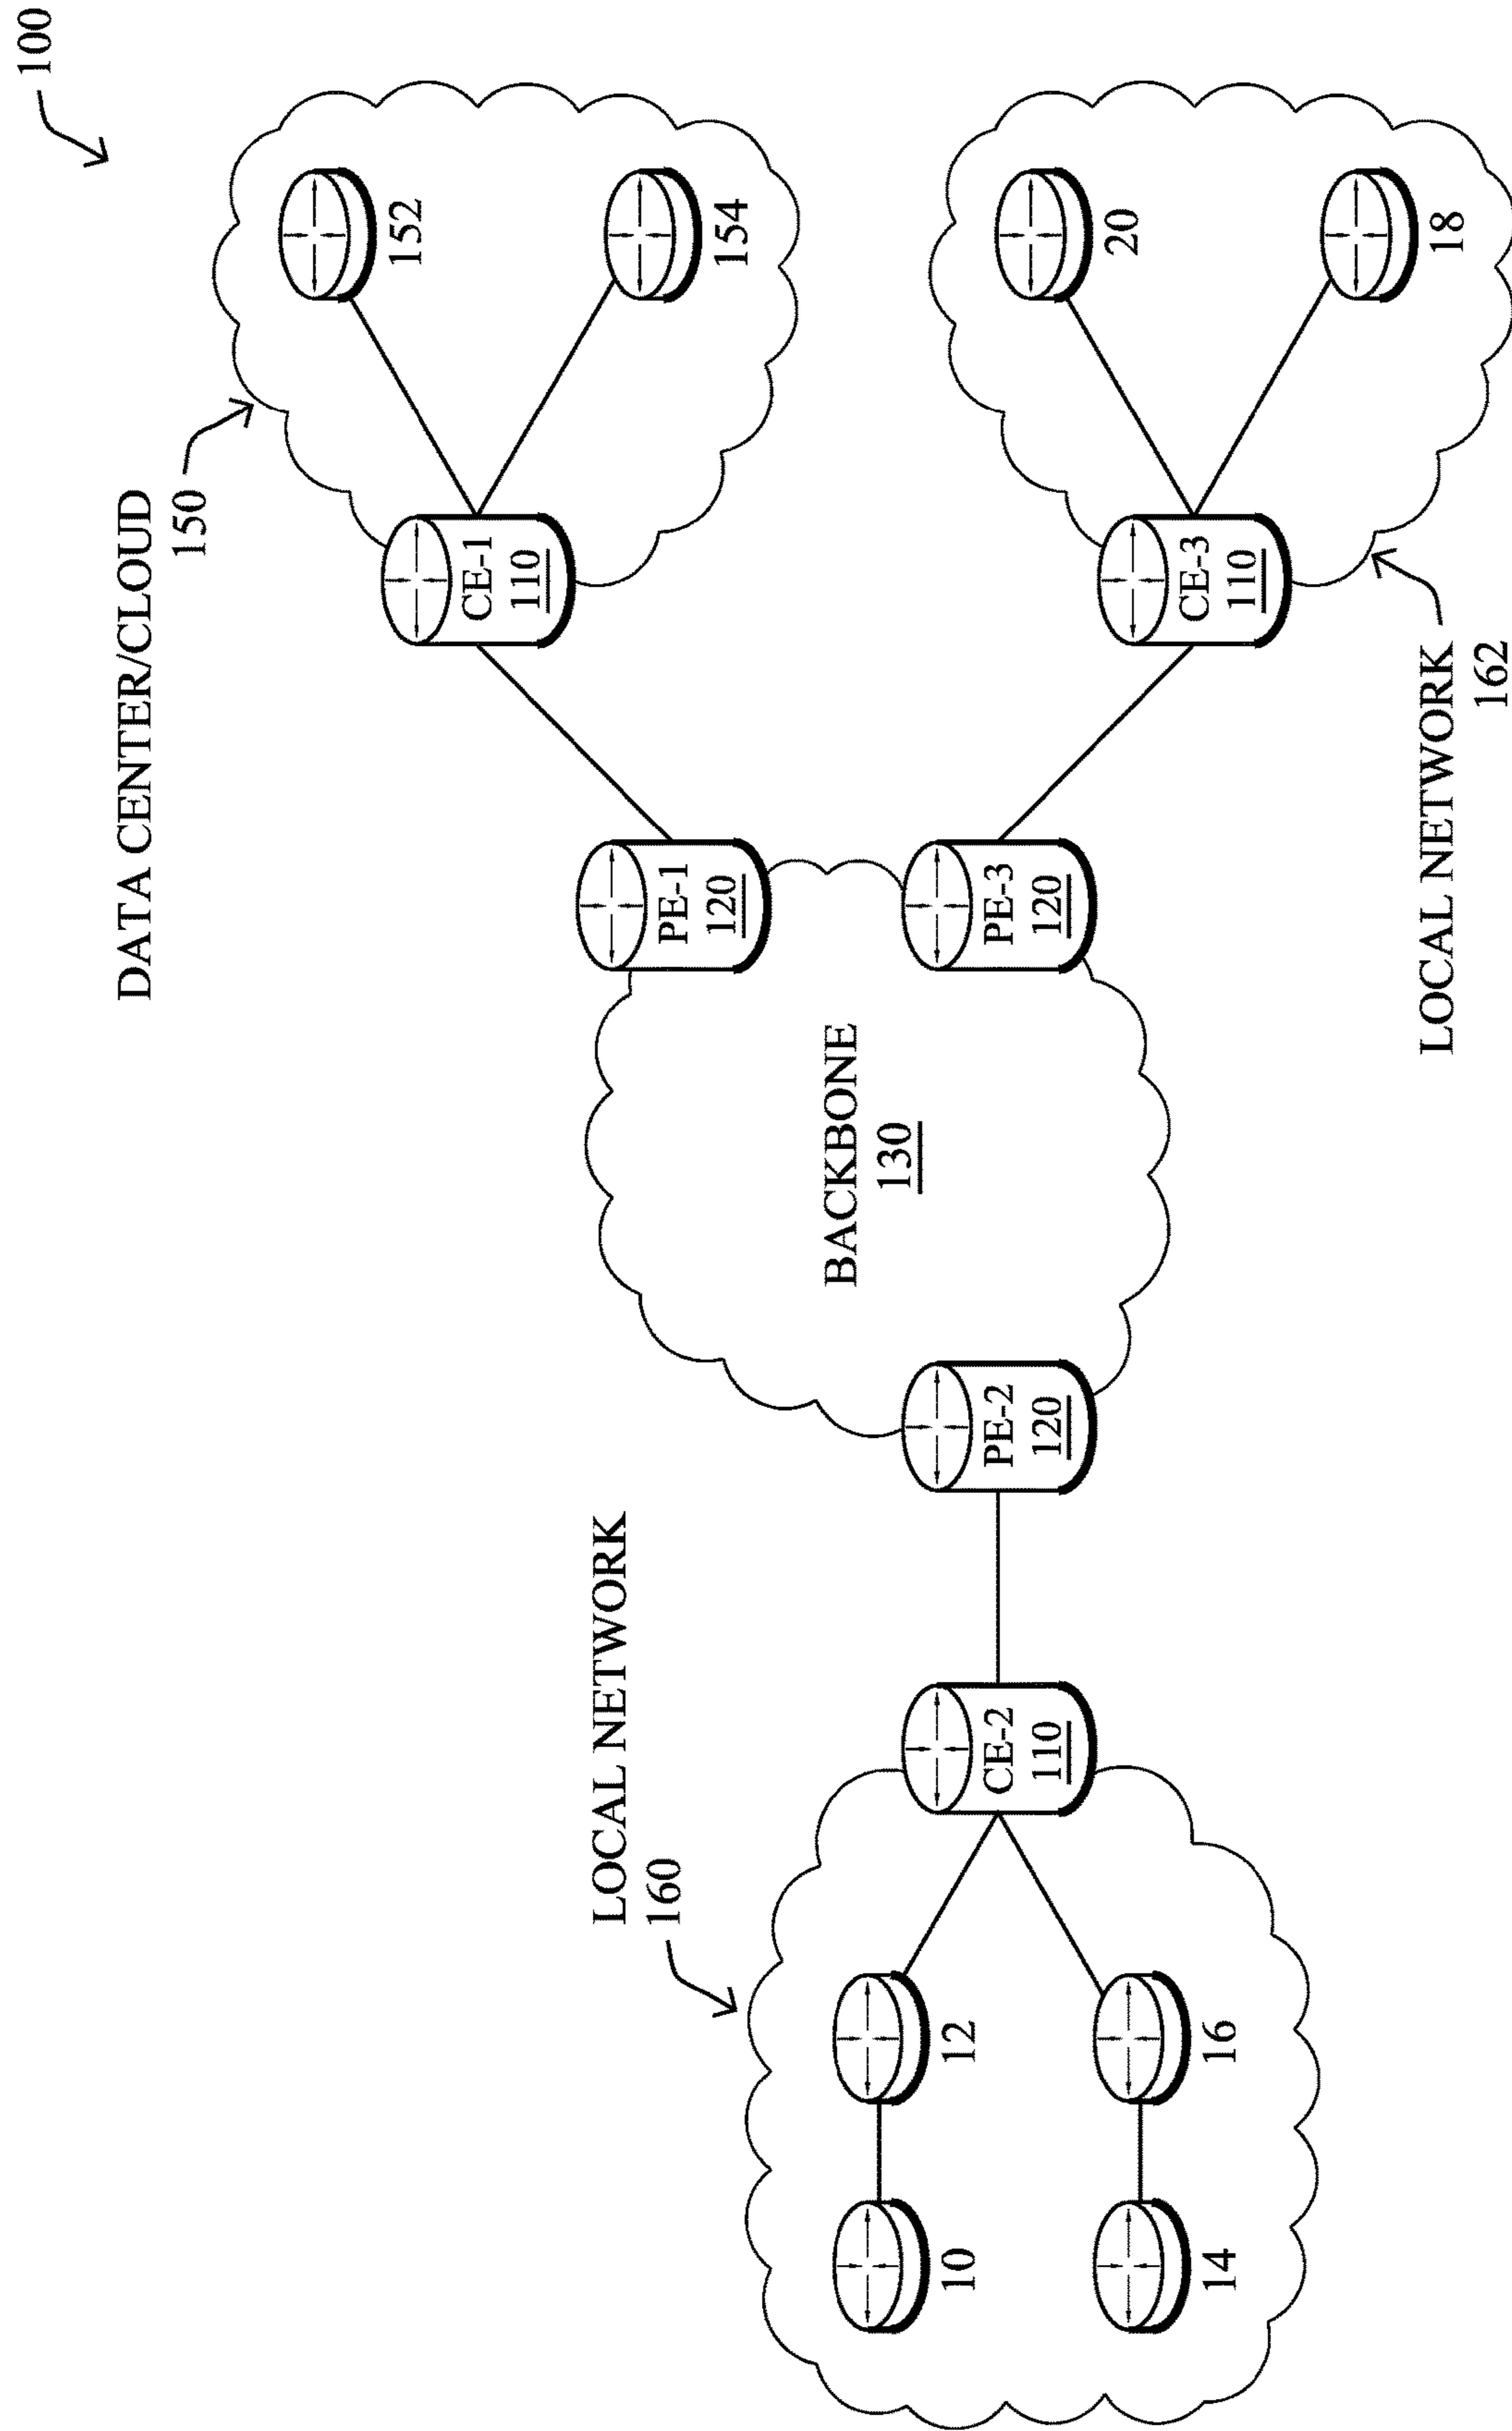 100
DATA CENTER/CLOUD
150
152
154
CE-1
110
PE-1
120
BACKBONE
130
PE-3
120
PE-2
120
LOCAL NETWORK
160
CE-2
110
10
12
14
16
CE-3
110
20
18
LOCAL NETWORK
162